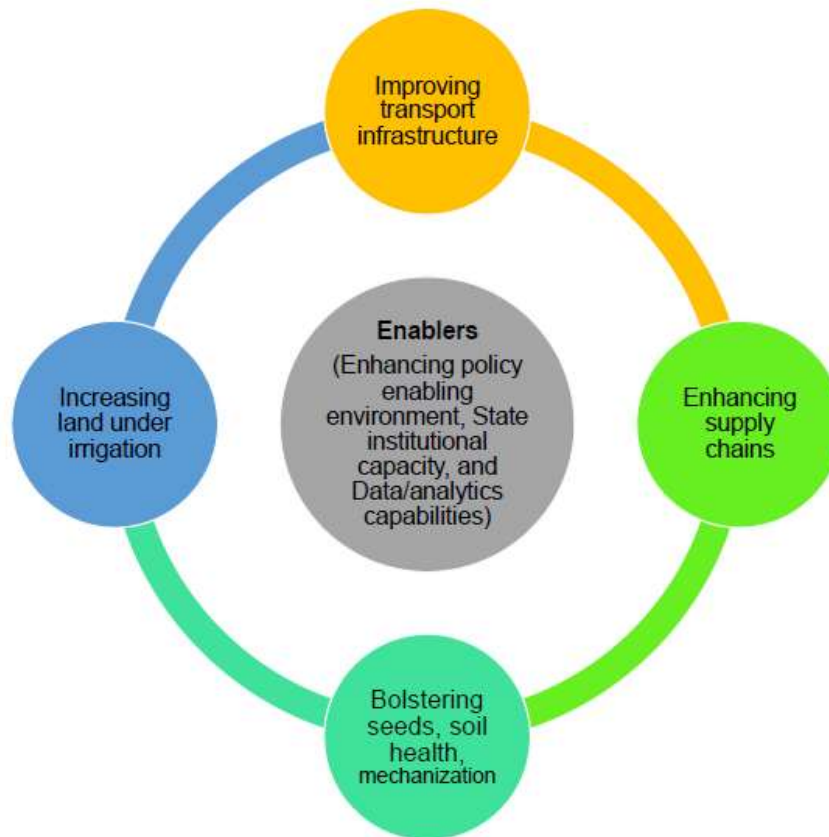 Improving
transport
infrastructure
Enablers
(Enhancing policy
enabling
environment, State
institutional
capacity, and
Data/analytics
capabilities)
Increasing
land under
irrigation
Enhancing
supply
chains
Bolstering
seeds, soil
health,
mechanization